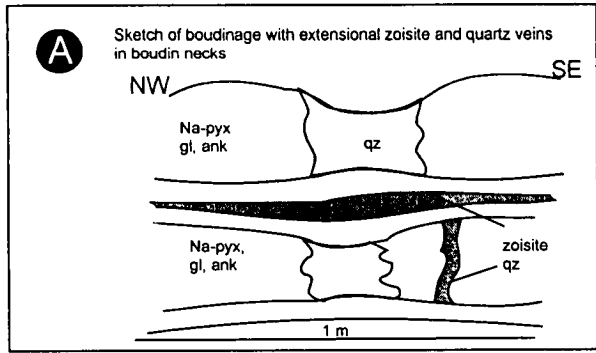 A
Sketch of boudinage with extensional zoisite and quartz veins
in boudin necks
NW
SE
Na-pyx
gl, ank
qz
Na-pyx,
gl, ank
zoisite
qz
1 m